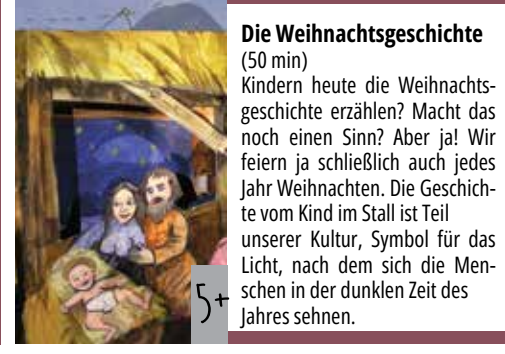 Die Weihnachtsgeschichte
(50 min)
Kindern heute die Weihnachts-
geschichte erzählen? Macht das
noch einen Sinn? Aber ja! Wir
feiern ja schließlich auch jedes
Jahr Weihnachten. Die Geschich-
te vom Kind im Stall ist Teil
unserer Kultur, Symbol für das
Licht, nach dem sich die Men-
schen in der dunklen Zeit des
Jahres sehnen.
5+